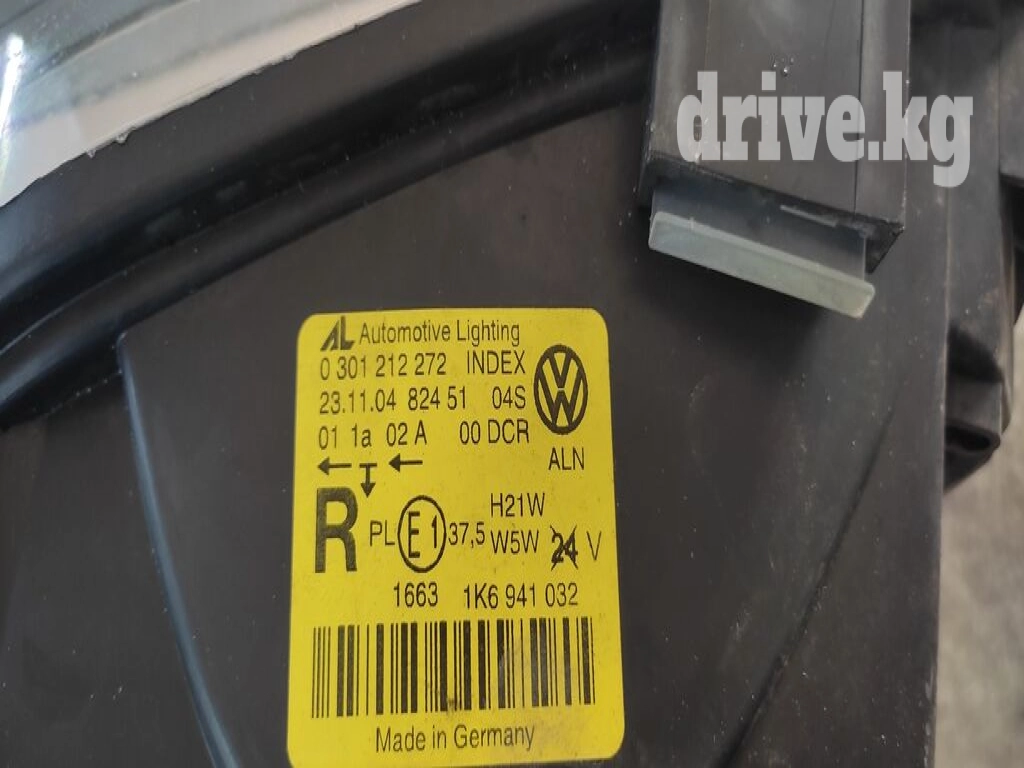 drive.kg
AL Automotive Lighting
0 301 212 272 INDEX
23.11.04 824 51 04S
01 1a 02 A 00 DCR
ALN
R PL E1 37,5 H21W
W5W 24 V
1663 1K6 941 032
Made in Germany